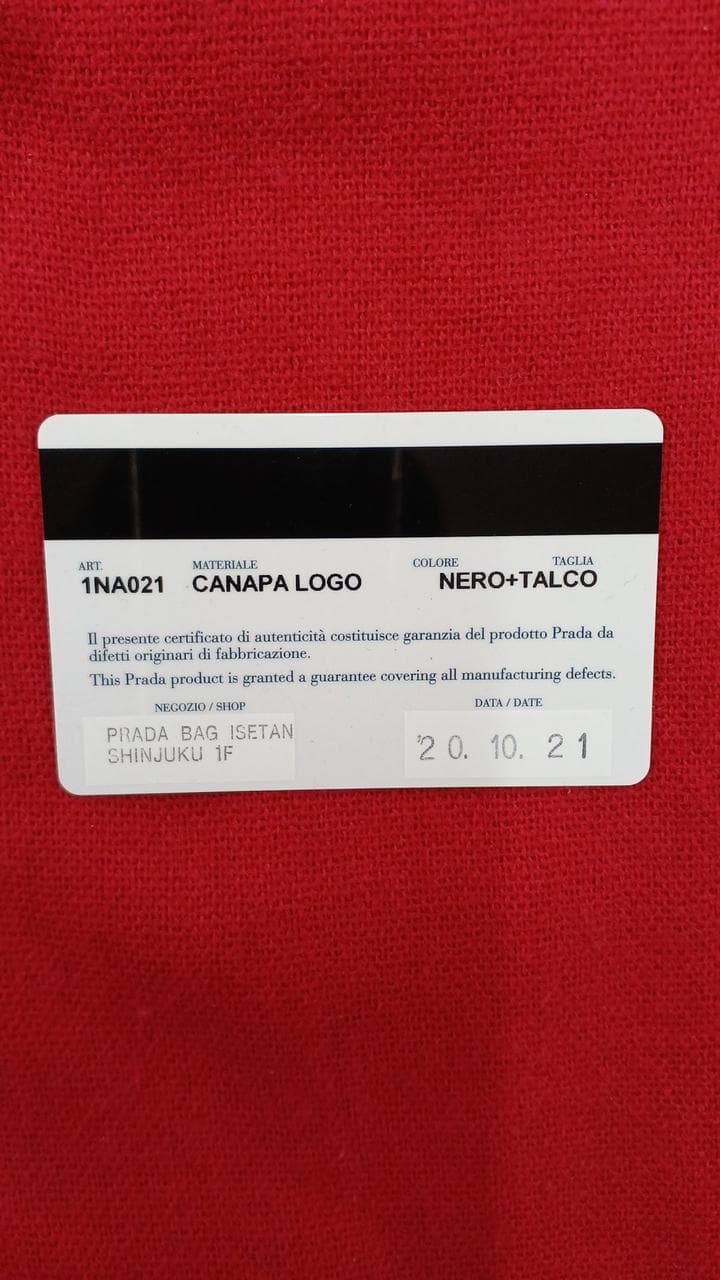 ART. MATERIALE COLORE TAGLIA
1NA021 CANAPA LOGO NERO+TALCO
Il presente certificato di autenticità costituisce garanzia del prodotto Prada da
difetti originari di fabbricazione.
This Prada product is granted a guarantee covering all manufacturing defects.
NEGOZIO / SHOP DATA / DATE
PRADA BAG ISETAN
SHINJUKU 1F
'20. 10. 21